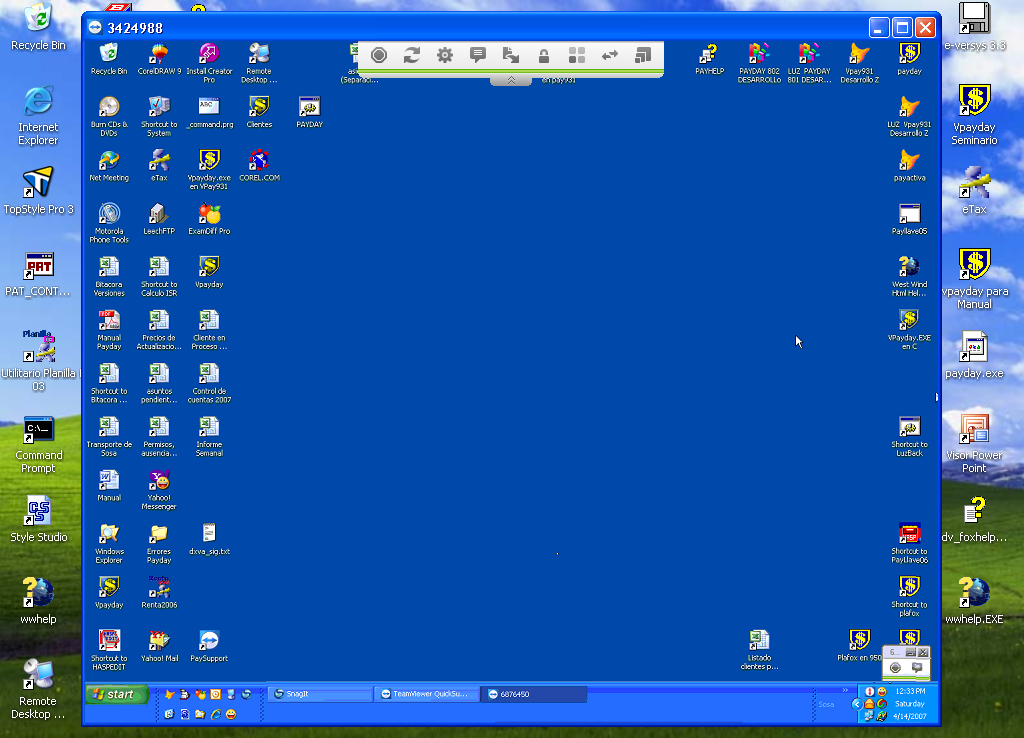 3424988
Recycle Bin
Internet
Explorer
TopStyle Pro 3
PAT_CONT...
Utilitario Planilla
03
Command
Prompt
Style Studio
wwhelp
Remote
Desktop ...
Recycle Bin
CorelDRAW 9
Install Creator
Pro
Remote
Desktop ...
(Separaci...
en pay931
PAYHELP
PAYDAY 802
DESARROLLo
LUZ_PAYDAY
801 DESAR...
Vpay931
Desarrollo Z
payday
Burn CDs &
DVDs
Shortcut to
System
_command.prg
Clientes
PAYDAY
LUZ_Vpay931
Desarrollo Z
Net Meeting
eTax
Vpayday.exe
en VPay931
COREL.COM
payactiva
Motorola
Phone Tools
LeechFTP
ExamDiff Pro
Payllave05
Bitacora
Versiones
Shortcut to
Calculo ISR
Vpayday
West Wind
Html Hel...
Manual
Payday
Precios de
Actualizacio...
Cliente en
Proceso ...
VPayday.EXE
en C
Shortcut to
Bitacora ...
asuntos
pendient...
Control de
cuentas 2007
Transporte de
Sosa
Permisos,
ausencia...
Informe
Semanal
Shortcut to
LuzBack
Manual
Yahoo!
Messenger
Windows
Explorer
Errores
Payday
dxva_sig.txt
Shortcut to
PayLlave06
Vpayday
Renta2006
Shortcut to
plafox
Shortcut to
HASPEDIT
Yahoo! Mail
PaySupport
Listado
clientes p...
Plafox en 950
6...
start
SnagIt
TeamViewer QuickSu...
6876450
Sosa
12:33 PM
Saturday
4/14/2007
e-versys 3.3
Vpayday
Seminario
eTax
vpayday para
Manual
payday.exe
Visor Power
Point
dv_foxhelp...
wwhelp.EXE